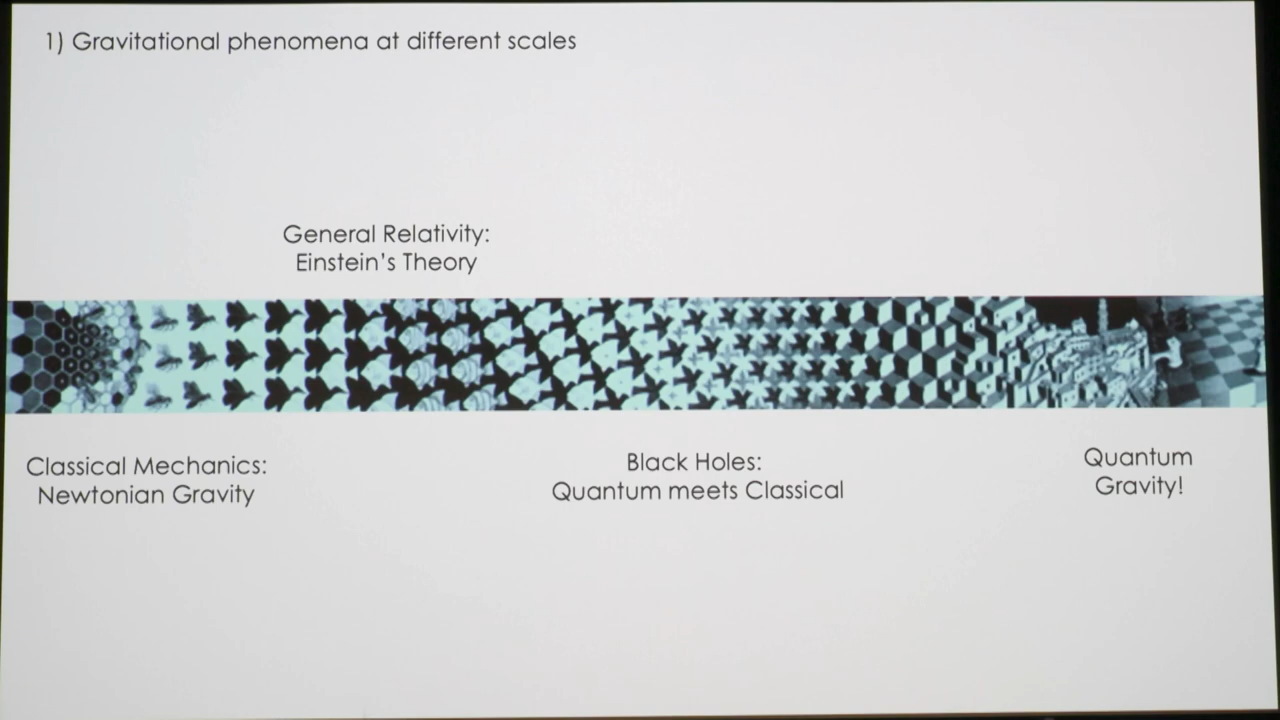 1) Gravitational phenomena at different scales
General Relativity:
Einstein's Theory
Classical Mechanics:
Newtonian Gravity
Black Holes:
Quantum meets Classical
Quantum
Gravity!